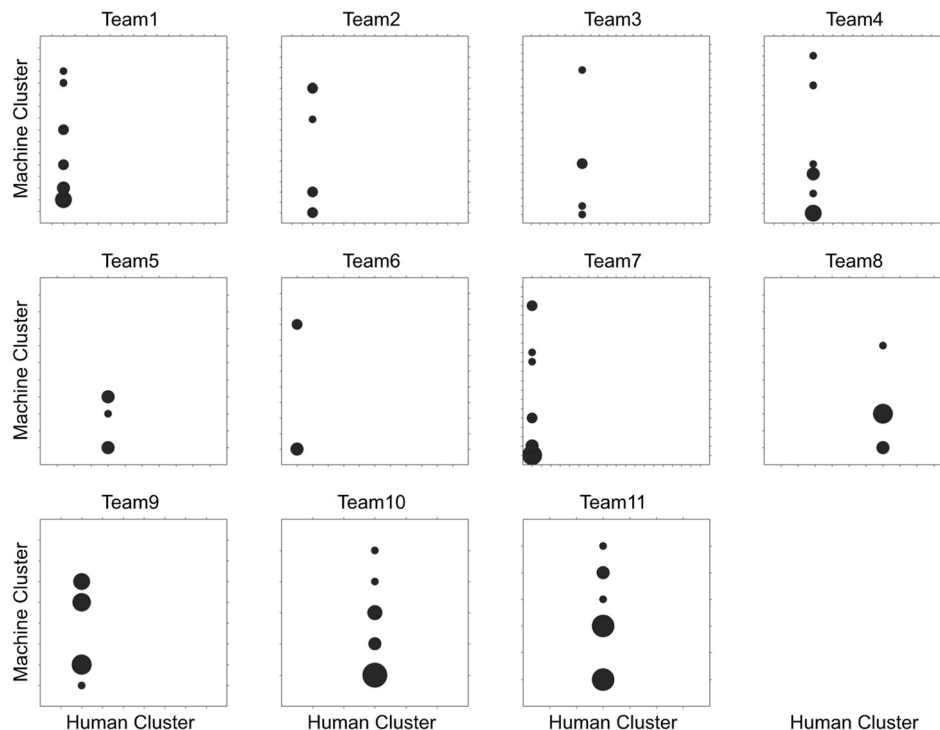 Team1 Team2 Team3 Team4
Machine Cluster
Team5 Team6 Team7 Team8
Machine Cluster
Team9 Team10 Team11
Machine Cluster
Human Cluster Human Cluster Human Cluster Human Cluster